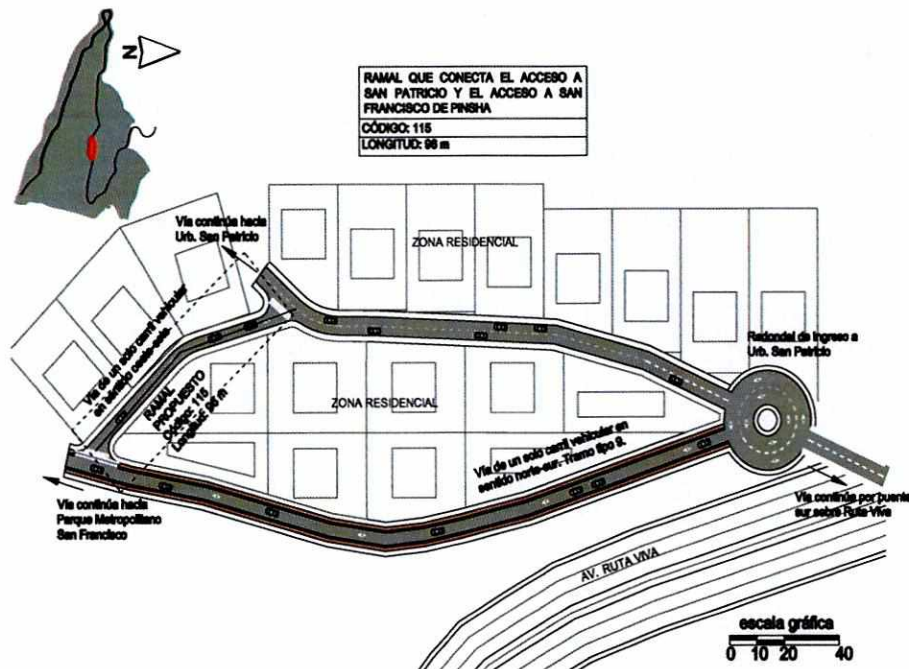 N
RAMAL QUE CONECTA EL ACCESO A
SAN PATRICIO Y EL ACCESO A SAN
FRANCISCO DE PINSHA
CÓDIGO: 115
LONGITUD: 96 m
Vía continúa hacia
Urb. San Patricio
ZONA RESIDENCIAL
Vía de un solo carril vehicular
en sentido oeste-este.
RAMAL
PROPUESTO
Código: 115
Longitud: 96 m
ZONA RESIDENCIAL
Redondel de ingreso a
Urb. San Patricio
Vía de un solo carril vehicular en
sentido norte-sur. Tramo tipo 9.
Vía continúa hacia
Parque Metropolitano
San Francisco
Vía continúa por puente
sur sobre Ruta Viva
AV. RUTA VIVA
escala gráfica
0 10 20 40